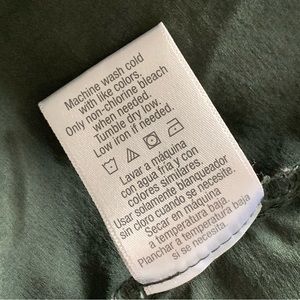 Machine wash cold
with like colors.
Only non-chlorine bleach
when needed.
Tumble dry low.
Low iron if needed.
Lavar a máquina
con agua fría y con
colores similares.
Usar solamente blanqueador
sin cloro cuando se necesite.
Secar en máquina
a temperatura baja.
Planchar a temperatura baja
si se necesita.